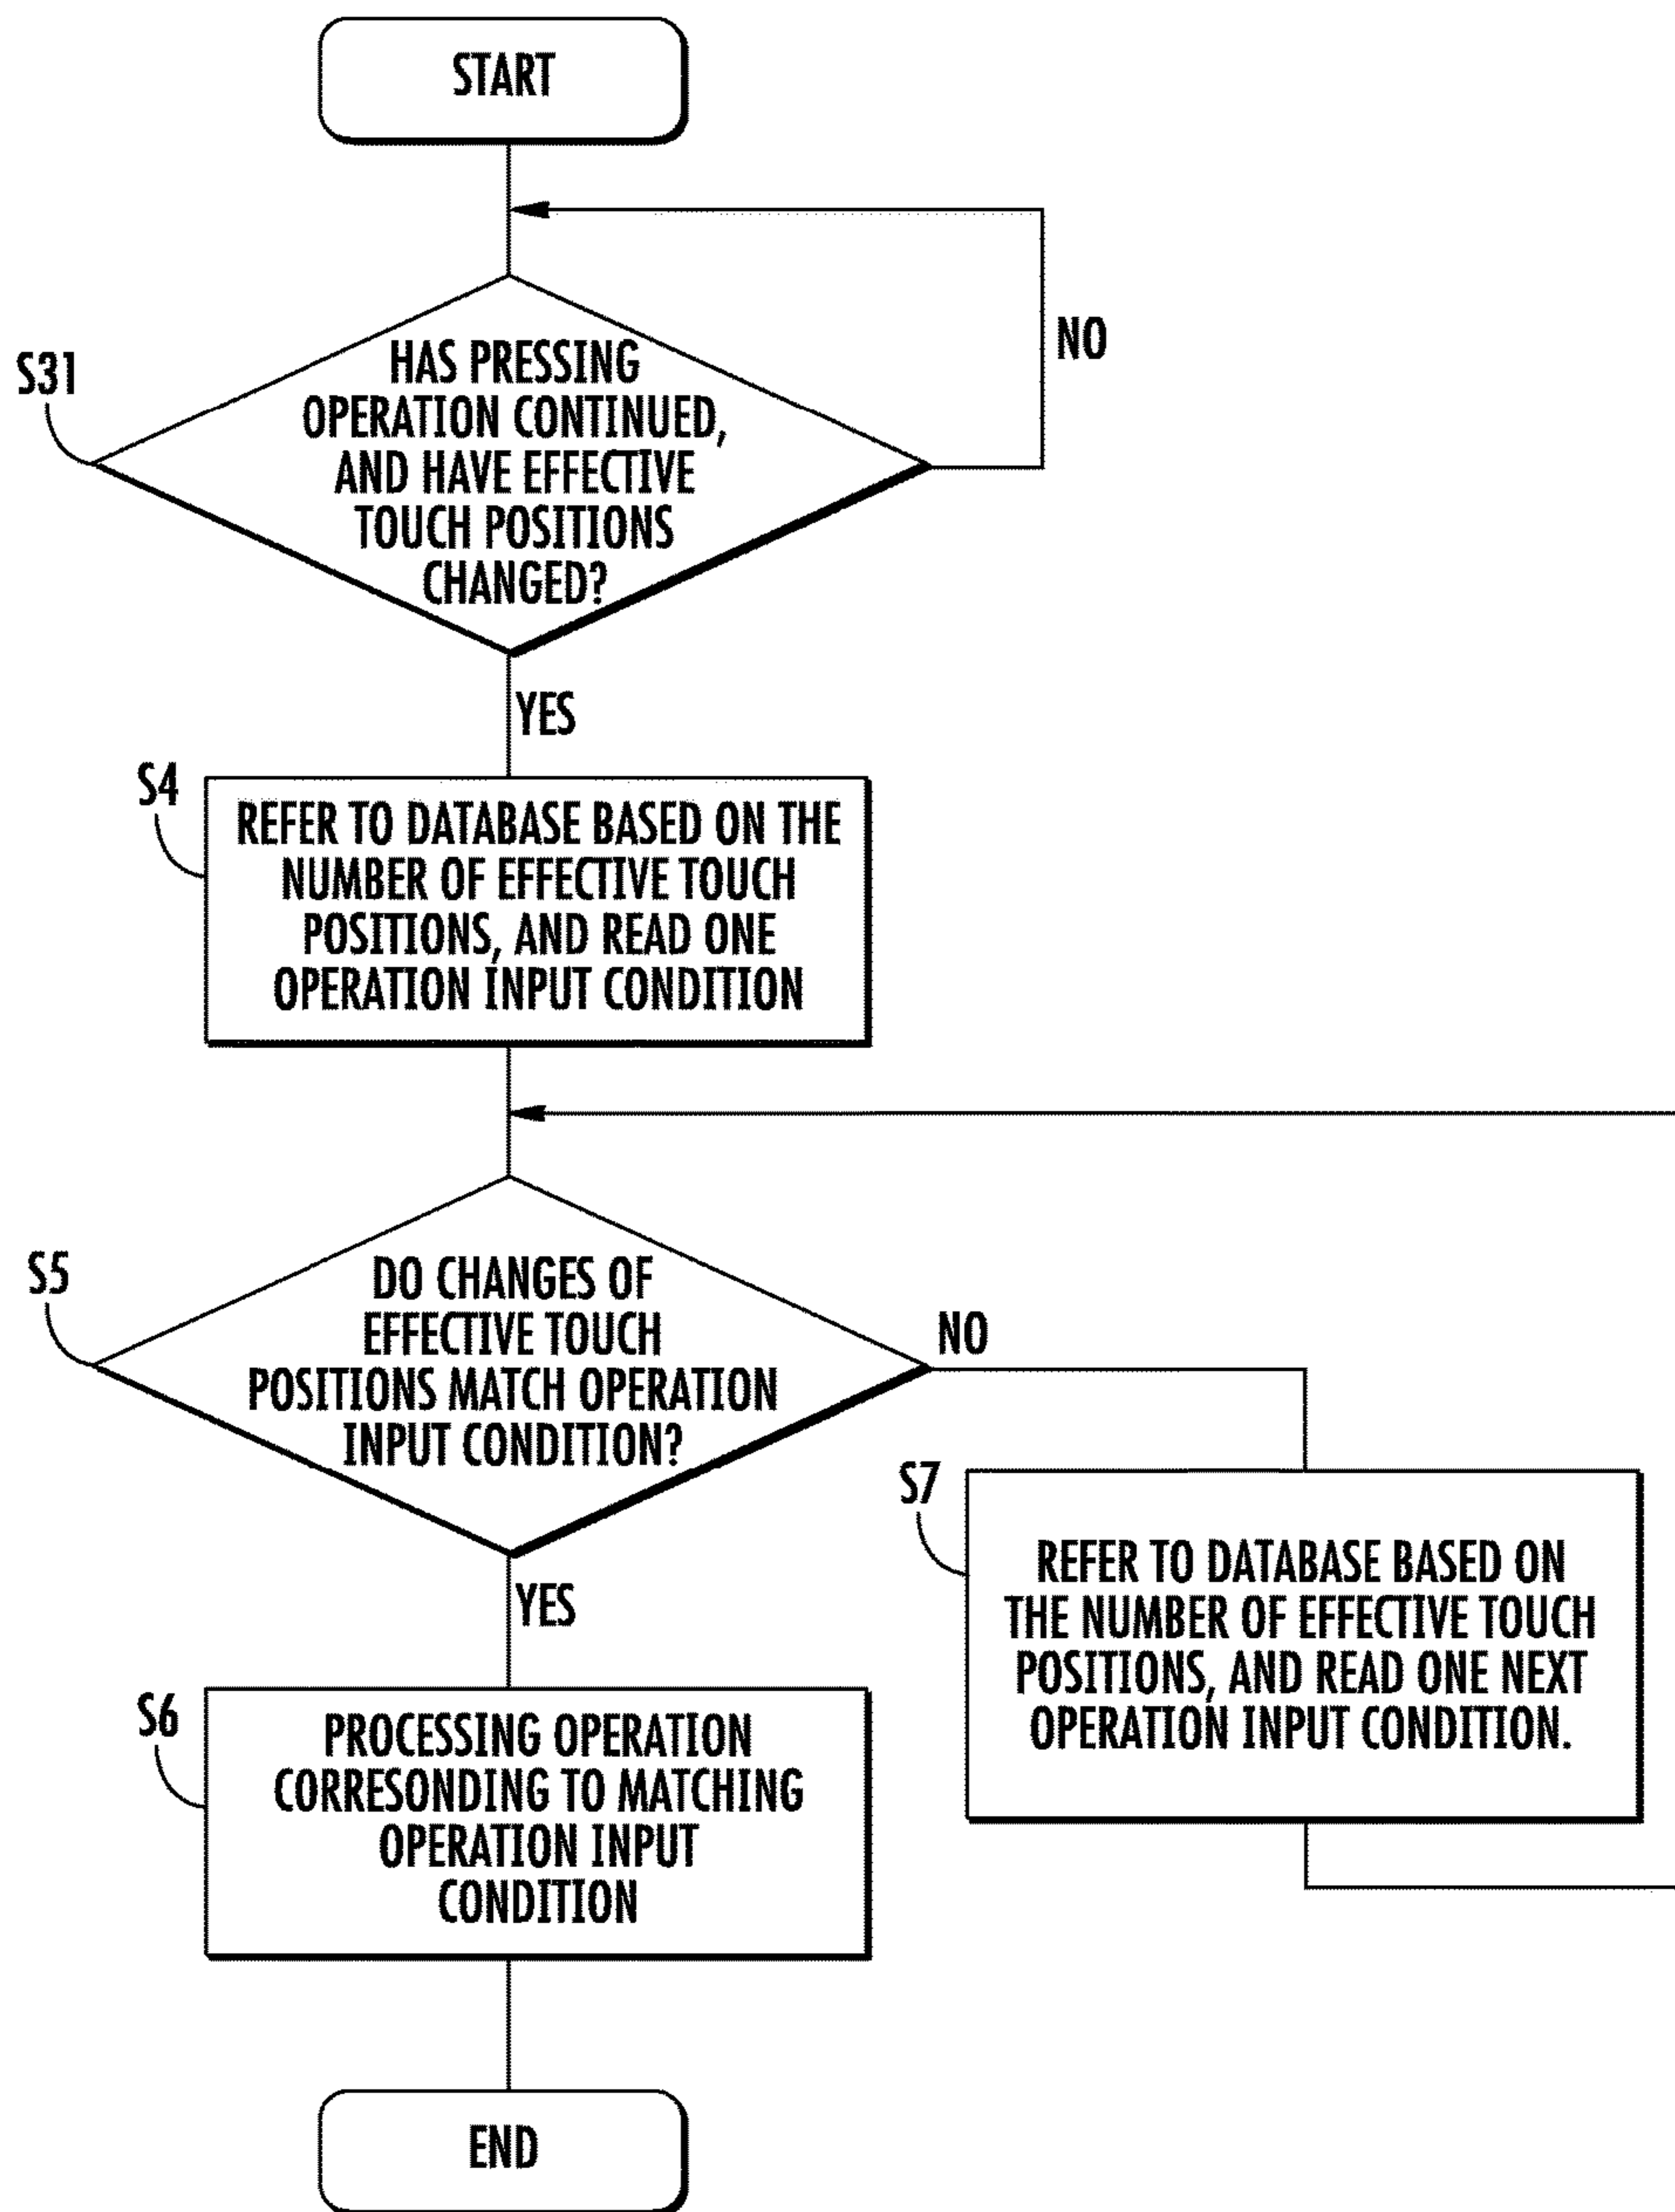 START
NO
S31
HAS PRESSING
OPERATION CONTINUED,
AND HAVE EFFECTIVE
TOUCH POSITIONS
CHANGED?
YES
S4
REFER TO DATABASE BASED ON THE
NUMBER OF EFFECTIVE TOUCH
POSITIONS, AND READ ONE
OPERATION INPUT CONDITION
S5
DO CHANGES OF
EFFECTIVE TOUCH
POSITIONS MATCH OPERATION
INPUT CONDITION?
NO
YES
S7
REFER TO DATABASE BASED ON
THE NUMBER OF EFFECTIVE TOUCH
POSITIONS, AND READ ONE NEXT
OPERATION INPUT CONDITION.
S6
PROCESSING OPERATION
CORRESONDING TO MATCHING
OPERATION INPUT
CONDITION
END